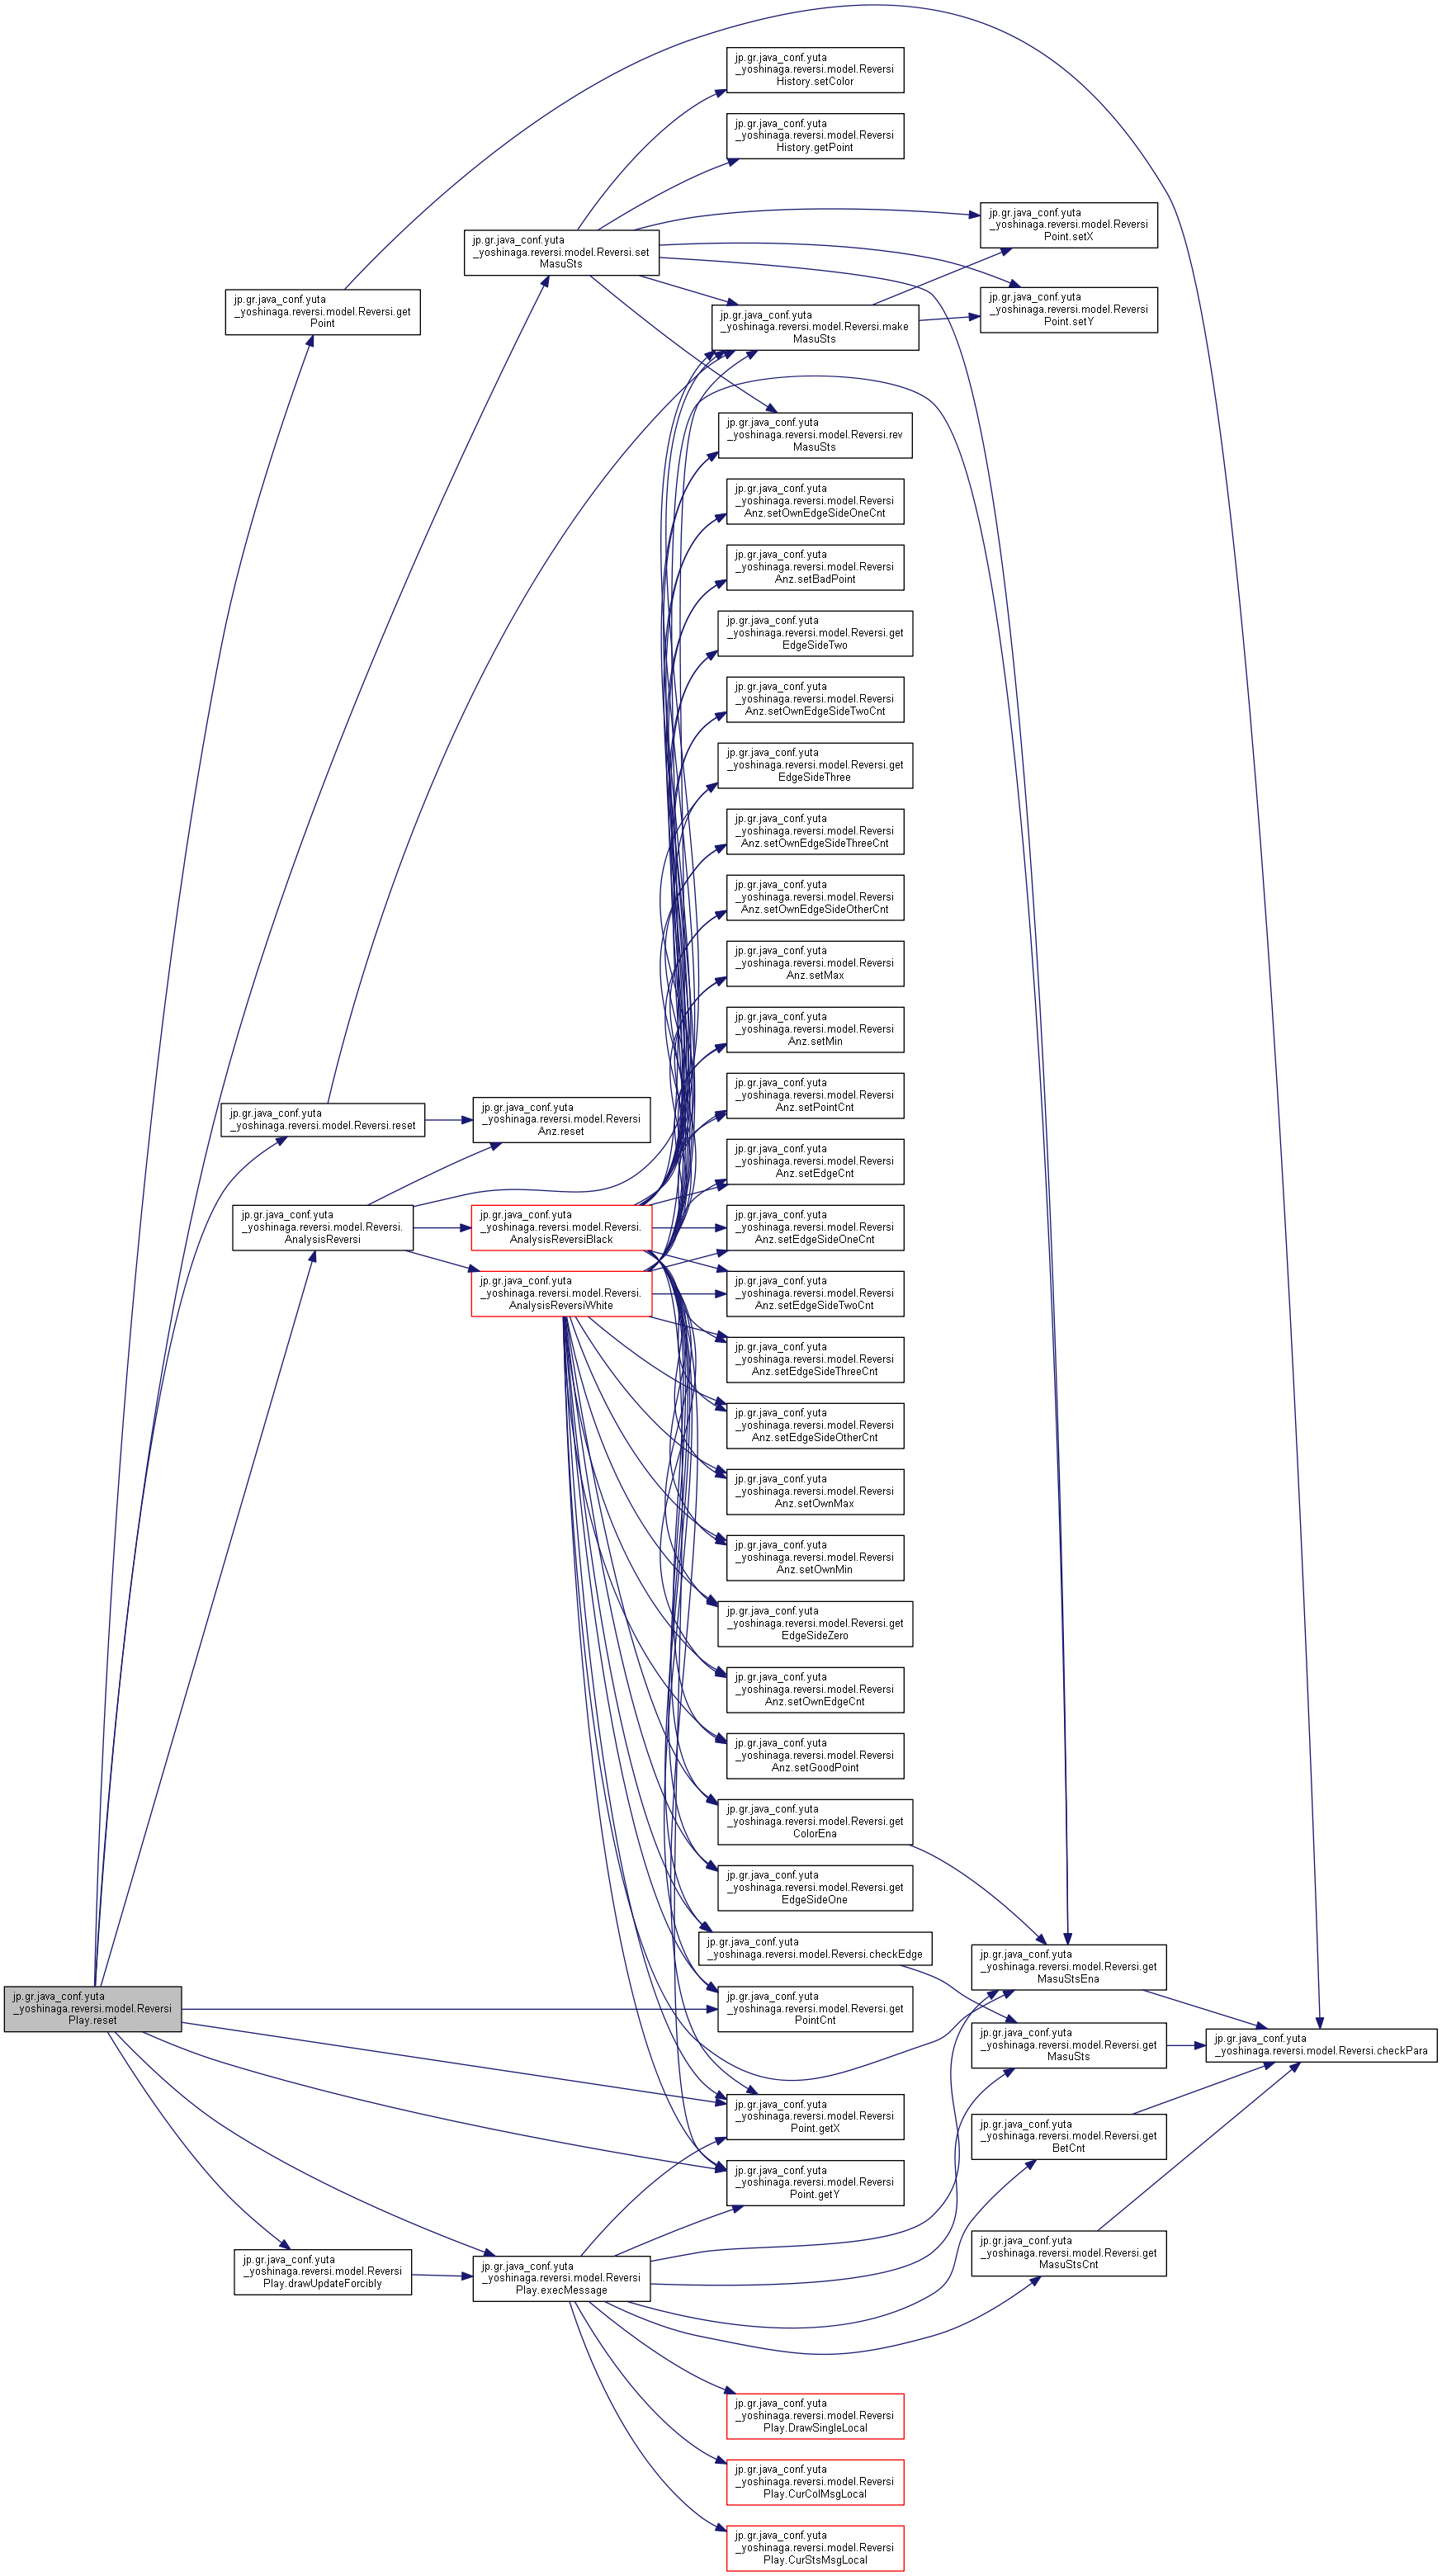 jp.gr.java_conf.yuta
_yoshinaga.reversi.model.Reversi
History.setColor
jp.gr.java_conf.yuta
_yoshinaga.reversi.model.Reversi
History.getPoint
jp.gr.java_conf.yuta
_yoshinaga.reversi.model.Reversi
Point.setX
jp.gr.java_conf.yuta
_yoshinaga.reversi.model.Reversi.set
MasuSts
jp.gr.java_conf.yuta
_yoshinaga.reversi.model.Reversi.get
Point
jp.gr.java_conf.yuta
_yoshinaga.reversi.model.Reversi
Point.setY
jp.gr.java_conf.yuta
_yoshinaga.reversi.model.Reversi.make
MasuSts
jp.gr.java_conf.yuta
_yoshinaga.reversi.model.Reversi.rev
MasuSts
jp.gr.java_conf.yuta
_yoshinaga.reversi.model.Reversi
Anz.setOwnEdgeSideOneCnt
jp.gr.java_conf.yuta
_yoshinaga.reversi.model.Reversi
Anz.setBadPoint
jp.gr.java_conf.yuta
_yoshinaga.reversi.model.Reversi.get
EdgeSideTwo
jp.gr.java_conf.yuta
_yoshinaga.reversi.model.Reversi
Anz.setOwnEdgeSideTwoCnt
jp.gr.java_conf.yuta
_yoshinaga.reversi.model.Reversi.get
EdgeSideThree
jp.gr.java_conf.yuta
_yoshinaga.reversi.model.Reversi
Anz.setOwnEdgeSideThreeCnt
jp.gr.java_conf.yuta
_yoshinaga.reversi.model.Reversi
Anz.setOwnEdgeSideOtherCnt
jp.gr.java_conf.yuta
_yoshinaga.reversi.model.Reversi
Anz.setMax
jp.gr.java_conf.yuta
_yoshinaga.reversi.model.Reversi
Anz.setMin
jp.gr.java_conf.yuta
_yoshinaga.reversi.model.Reversi
Anz.setPointCnt
jp.gr.java_conf.yuta
_yoshinaga.reversi.model.Reversi.reset
jp.gr.java_conf.yuta
_yoshinaga.reversi.model.Reversi
Anz.reset
jp.gr.java_conf.yuta
_yoshinaga.reversi.model.Reversi
Anz.setEdgeCnt
jp.gr.java_conf.yuta
_yoshinaga.reversi.model.Reversi.
AnalysisReversi
jp.gr.java_conf.yuta
_yoshinaga.reversi.model.Reversi.
AnalysisReversiBlack
jp.gr.java_conf.yuta
_yoshinaga.reversi.model.Reversi
Anz.setEdgeSideOneCnt
jp.gr.java_conf.yuta
_yoshinaga.reversi.model.Reversi.
AnalysisReversiWhite
jp.gr.java_conf.yuta
_yoshinaga.reversi.model.Reversi
Anz.setEdgeSideTwoCnt
jp.gr.java_conf.yuta
_yoshinaga.reversi.model.Reversi
Anz.setEdgeSideThreeCnt
jp.gr.java_conf.yuta
_yoshinaga.reversi.model.Reversi
Anz.setEdgeSideOtherCnt
jp.gr.java_conf.yuta
_yoshinaga.reversi.model.Reversi
Anz.setOwnMax
jp.gr.java_conf.yuta
_yoshinaga.reversi.model.Reversi
Anz.setOwnMin
jp.gr.java_conf.yuta
_yoshinaga.reversi.model.Reversi.get
EdgeSideZero
jp.gr.java_conf.yuta
_yoshinaga.reversi.model.Reversi
Anz.setOwnEdgeCnt
jp.gr.java_conf.yuta
_yoshinaga.reversi.model.Reversi
Anz.setGoodPoint
jp.gr.java_conf.yuta
_yoshinaga.reversi.model.Reversi.get
ColorEna
jp.gr.java_conf.yuta
_yoshinaga.reversi.model.Reversi.get
EdgeSideOne
jp.gr.java_conf.yuta
_yoshinaga.reversi.model.Reversi.checkEdge
jp.gr.java_conf.yuta
_yoshinaga.reversi.model.Reversi.get
MasuStsEna
jp.gr.java_conf.yuta
_yoshinaga.reversi.model.Reversi
Play.reset
jp.gr.java_conf.yuta
_yoshinaga.reversi.model.Reversi.get
PointCnt
jp.gr.java_conf.yuta
_yoshinaga.reversi.model.Reversi.get
MasuSts
jp.gr.java_conf.yuta
_yoshinaga.reversi.model.Reversi.checkPara
jp.gr.java_conf.yuta
_yoshinaga.reversi.model.Reversi
Point.getX
jp.gr.java_conf.yuta
_yoshinaga.reversi.model.Reversi.get
BetCnt
jp.gr.java_conf.yuta
_yoshinaga.reversi.model.Reversi
Point.getY
jp.gr.java_conf.yuta
_yoshinaga.reversi.model.Reversi.get
MasuStsCnt
jp.gr.java_conf.yuta
_yoshinaga.reversi.model.Reversi
Play.drawUpdateForcibly
jp.gr.java_conf.yuta
_yoshinaga.reversi.model.Reversi
Play.execMessage
jp.gr.java_conf.yuta
_yoshinaga.reversi.model.Reversi
Play.DrawSingleLocal
jp.gr.java_conf.yuta
_yoshinaga.reversi.model.Reversi
Play.CurColMsgLocal
jp.gr.java_conf.yuta
_yoshinaga.reversi.model.Reversi
Play.CurStsMsgLocal